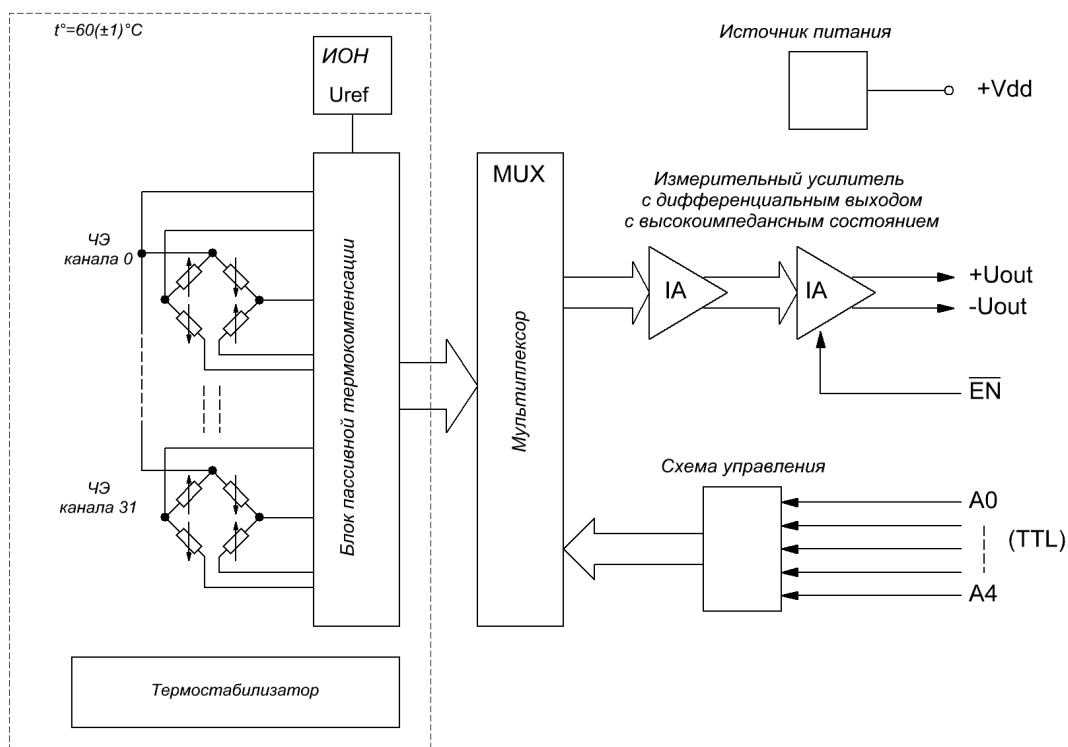 t°=60(±1)°C
ИОН
Uref
Источник питания
+Vdd
MUX
Измерительный усилитель
с дифференциальным выходом
с высокоимпедансным состоянием
ЧЭ
канала 0
IA
IA
+Uout
-Uout
EN
Блок пассивной термокомпенсации
Мультиплексор
Схема управления
ЧЭ
канала 31
A0
(TTL)
A4
Термостабилизатор